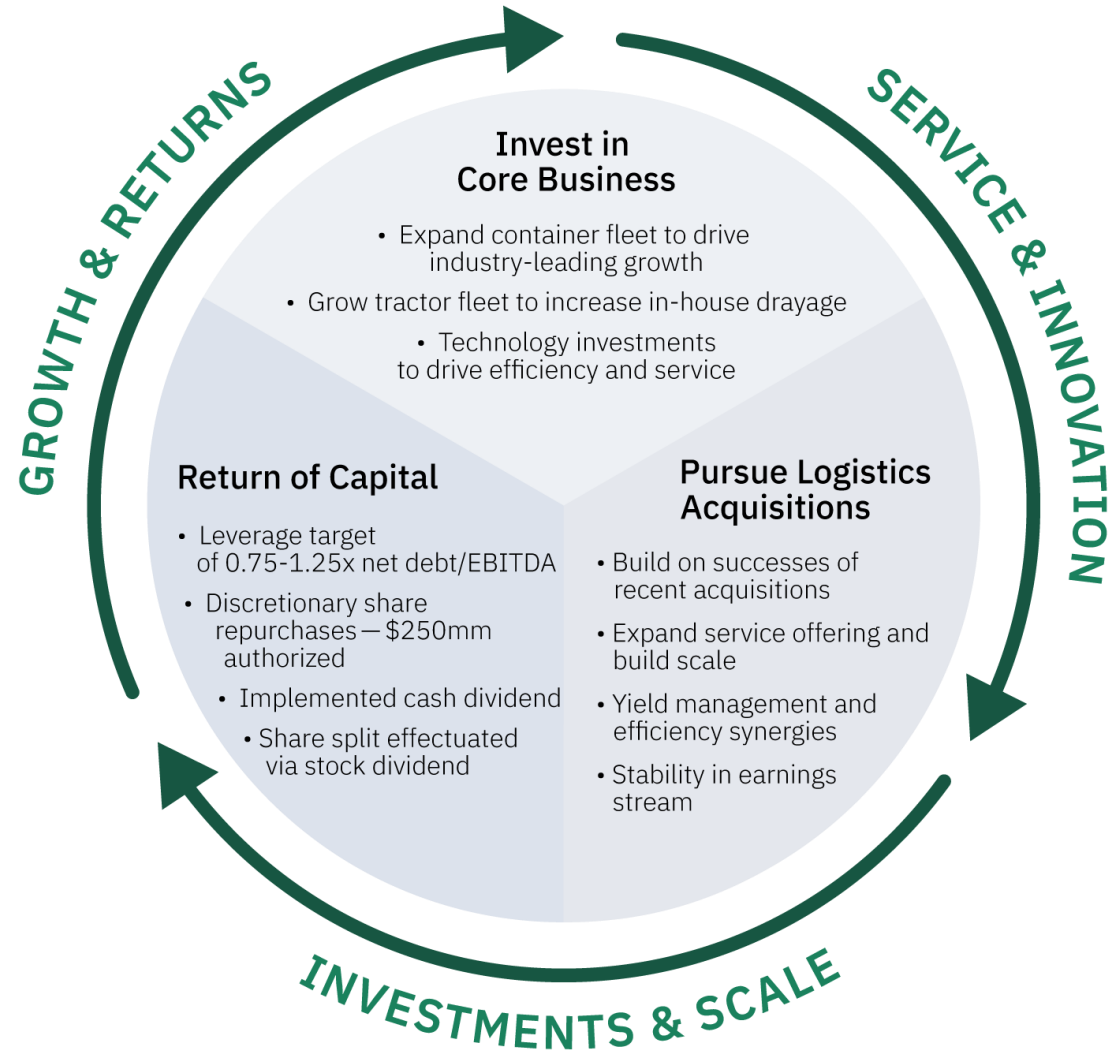 GROWTH & RETURNS
SERVICE & INNOVATION
Invest in
Core Business
• Expand container fleet to drive
industry-leading growth
• Grow tractor fleet to increase in-house drayage
• Technology investments
to drive efficiency and service
Return of Capital
• Leverage target
of 0.75-1.25x net debt/EBITDA
• Discretionary share
repurchases — $250mm
authorized
• Implemented cash dividend
• Share split effectuated
via stock dividend
Pursue Logistics
Acquisitions
• Build on successes of
recent acquisitions
• Expand service offering and
build scale
• Yield management and
efficiency synergies
• Stability in earnings
stream
INVESTMENTS & SCALE